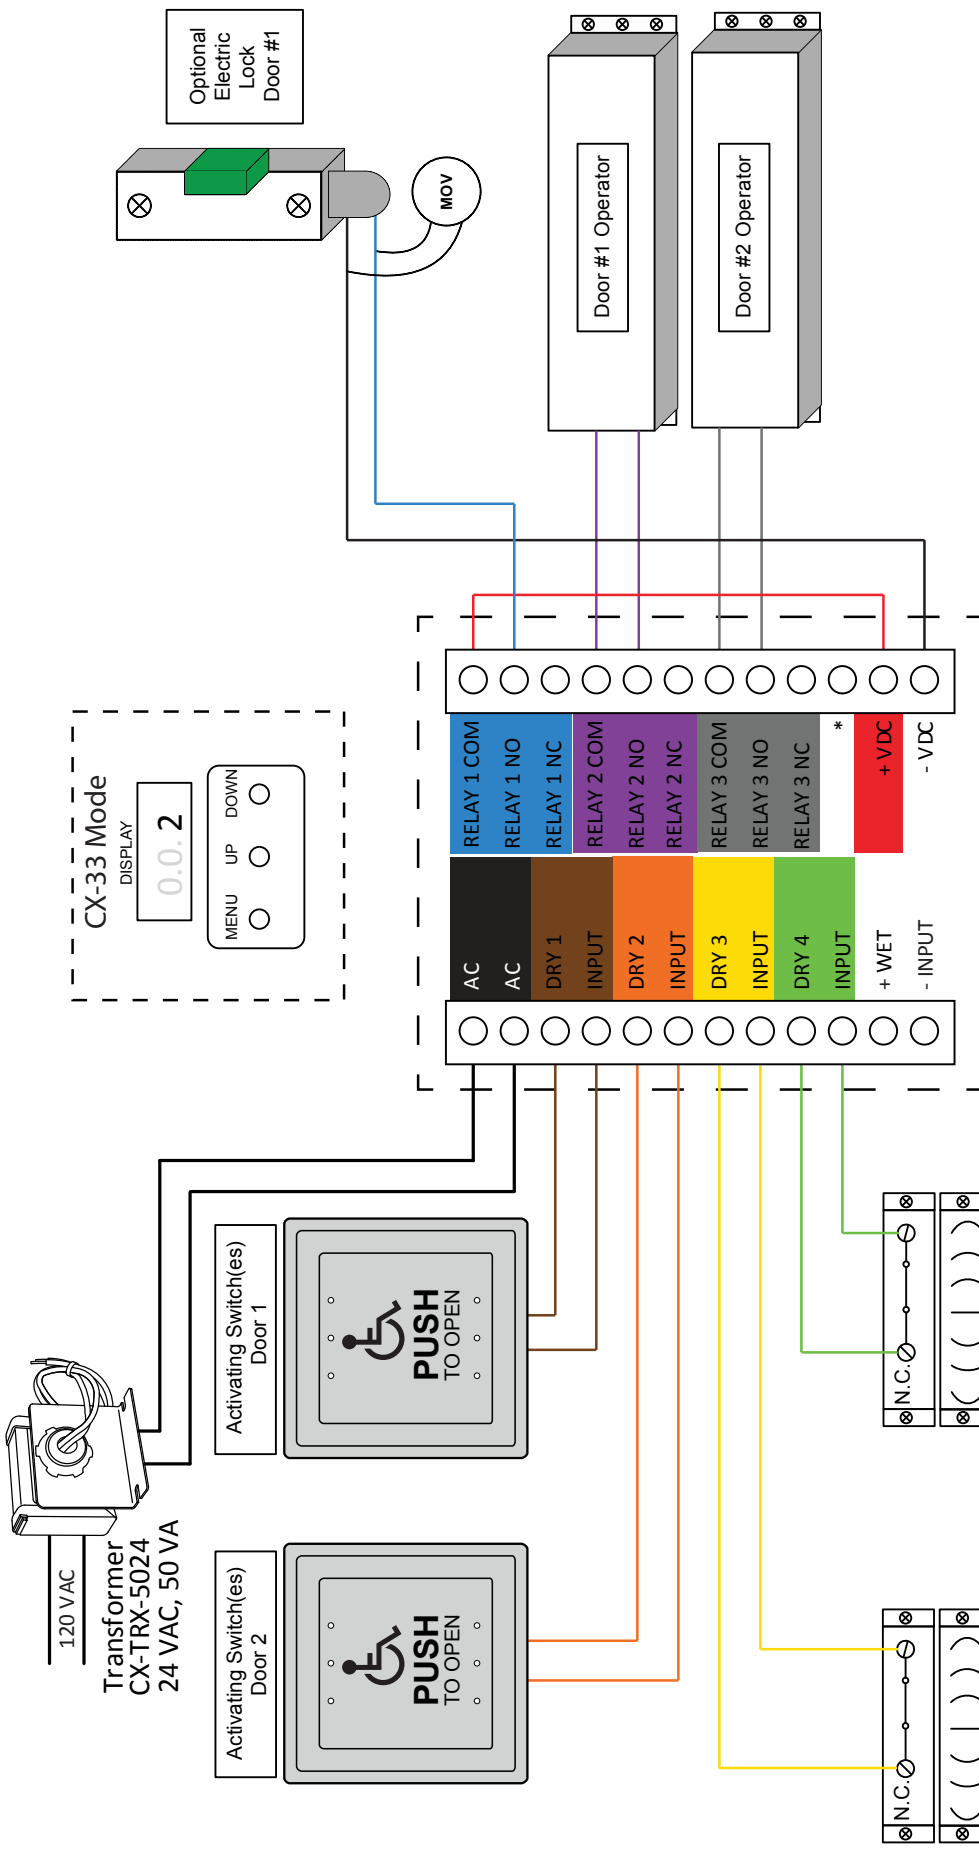 Optional
Electric
Lock
Door #1
MOV
Door #1 Operator
Door #2 Operator
CX-33 Mode
DISPLAY
0.0.2
MENU UP DOWN
RELAY 1 COM
RELAY 1 NO
RELAY 1 NC
RELAY 2 COM
RELAY 2 NO
RELAY 2 NC
RELAY 3 COM
RELAY 3 NO
RELAY 3 NC
*
+ VDC
- VDC
AC
AC
DRY 1
INPUT
DRY 2
INPUT
DRY 3
INPUT
DRY 4
INPUT
+ WET
- INPUT
120 VAC
Transformer
CX-TRX-5024
24 VAC, 50 VA
Activating Switch(es)
Door 1
PUSH
TO OPEN
Activating Switch(es)
Door 2
PUSH
TO OPEN
N.C.
N.C.